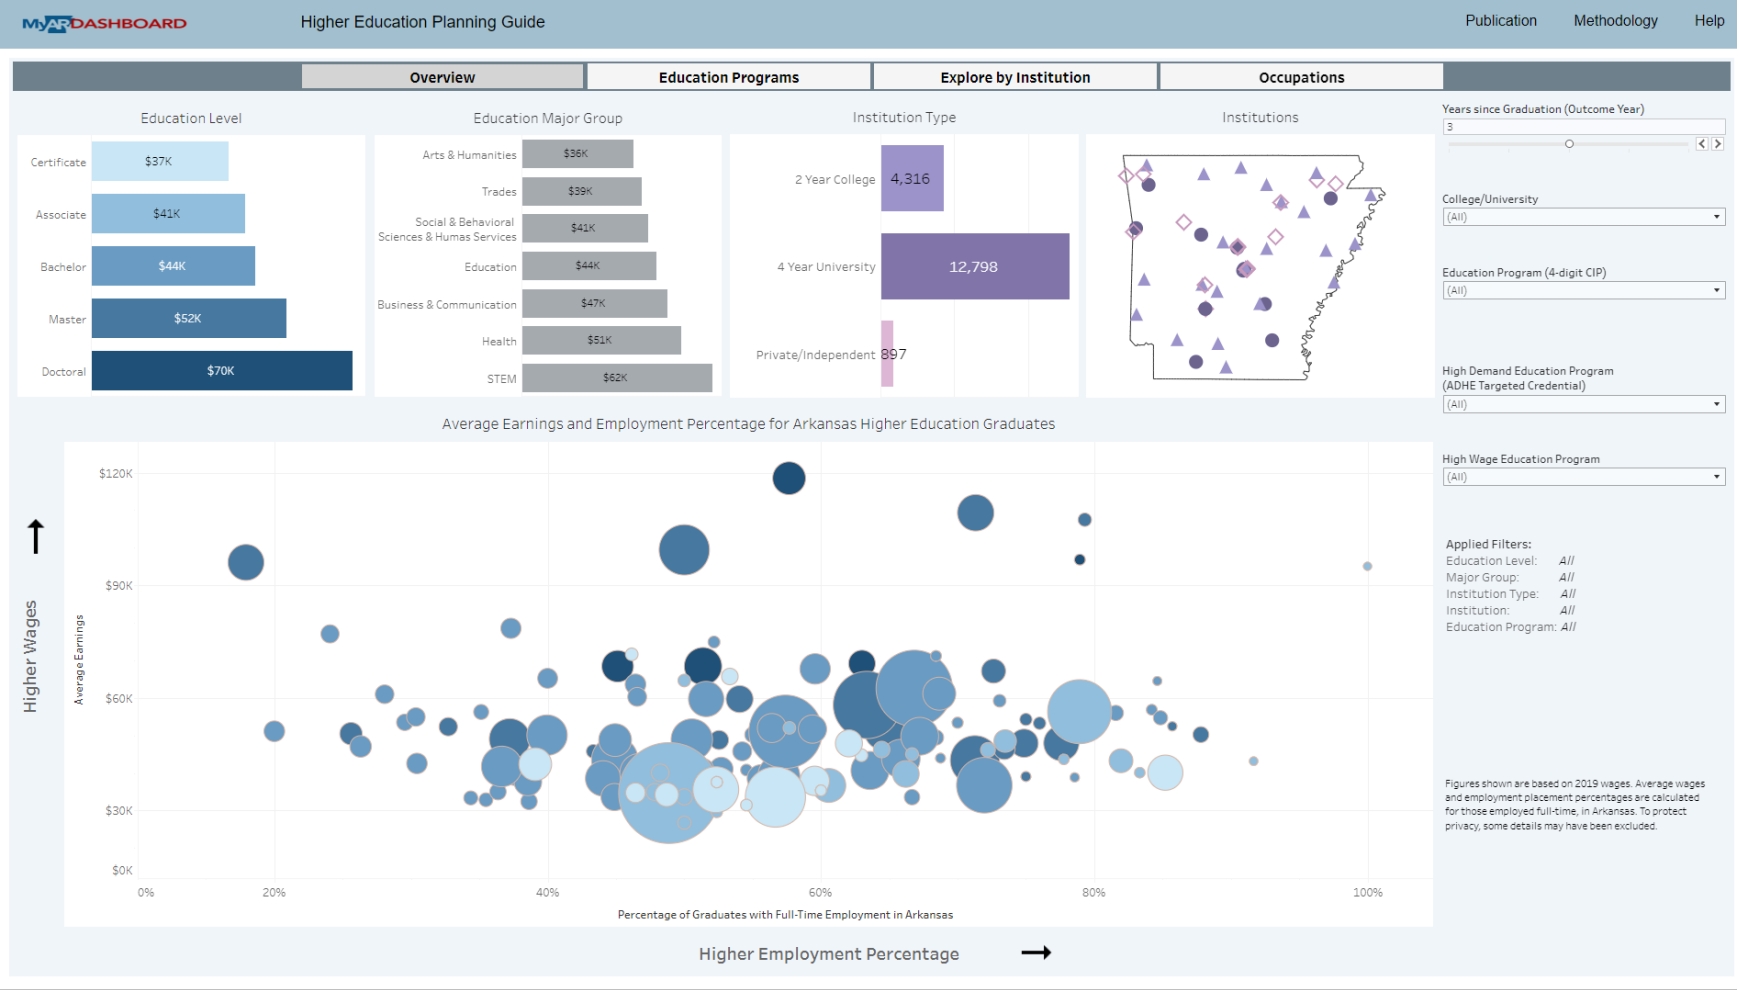 MyARDASHBOARD
Higher Education Planning Guide
Publication
Methodology
Help
Overview
Education Programs
Explore by Institution
Occupations
Education Level
Certificate
$37K
Associate
$41K
Bachelor
$44K
Master
$52K
Doctoral
$70K
Education Major Group
Arts & Humanities
$36K
Trades
$39K
Social & Behavioral
Sciences & Humas Services
$41K
Education
$44K
Business & Communication
$47K
Health
$51K
STEM
$62K
Institution Type
2 Year College
4,316
4 Year University
12,798
Private/Independent
897
Institutions
Years since Graduation (Outcome Year)
3
College/University
(All)
Education Program (4-digit CIP)
(All)
High Demand Education Program
(ADHE Targeted Credential)
(All)
High Wage Education Program
(All)
Applied Filters:
Education Level: All
Major Group: All
Institution Type: All
Institution: All
Education Program: All
Figures shown are based on 2019 wages. Average wages
and employment placement percentages are calculated
for those employed full-time, in Arkansas. To protect
privacy, some details may have been excluded.
Average Earnings and Employment Percentage for Arkansas Higher Education Graduates
Higher Wages
Average Earnings
$120K
$90K
$60K
$30K
$0K
0%
20%
40%
60%
80%
100%
Percentage of Graduates with Full-Time Employment in Arkansas
Higher Employment Percentage